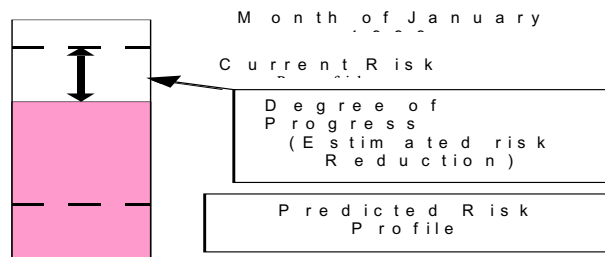 Month of January
Current Risk
Degree of
Progress
(Estimated risk
Reduction)
Predicted Risk
Profile